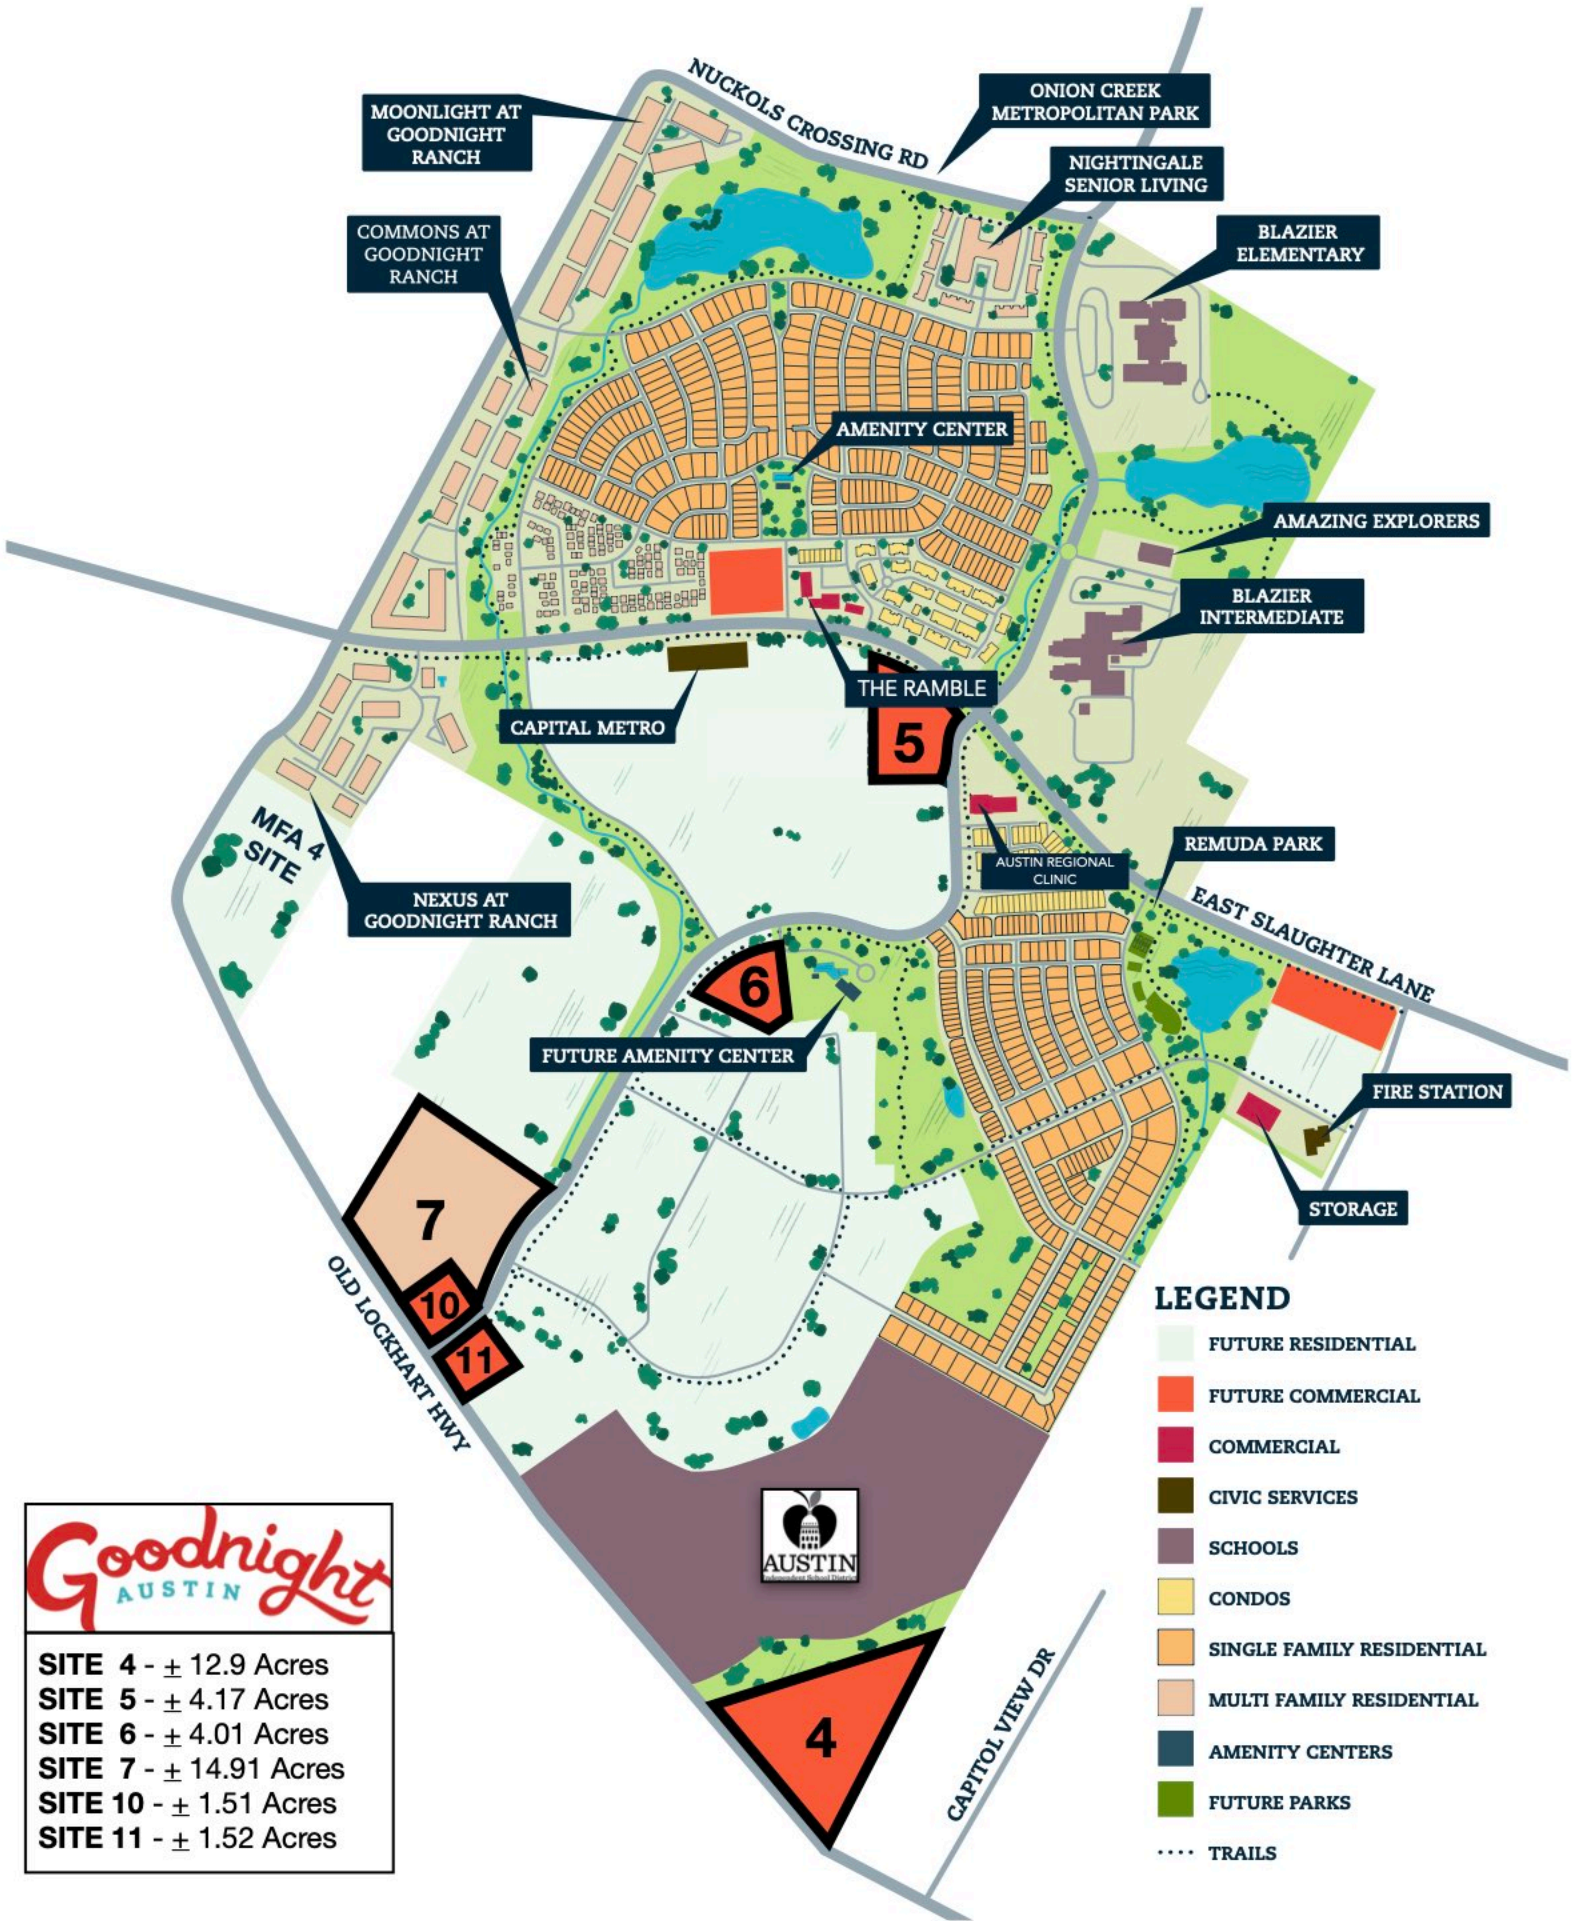 NUCKOLS CROSSING RD
ONION CREEK
METROPOLITAN PARK
MOONLIGHT AT
GOODNIGHT
RANCH
NIGHTINGALE
SENIOR LIVING
COMMONS AT
GOODNIGHT
RANCH
BLAZIER
ELEMENTARY
AMENITY CENTER
AMAZING EXPLORERS
BLAZIER
INTERMEDIATE
THE RAMBLE
CAPITAL METRO
5
MFA 4
SITE
REMUDA PARK
AUSTIN REGIONAL
CLINIC
NEXUS AT
GOODNIGHT RANCH
EAST SLAUGHTER LANE
6
FUTURE AMENITY CENTER
FIRE STATION
STORAGE
7
10
11
OLD LOCKHART HWY
LEGEND
FUTURE RESIDENTIAL
FUTURE COMMERCIAL
COMMERCIAL
CIVIC SERVICES
SCHOOLS
CONDOS
SINGLE FAMILY RESIDENTIAL
MULTI FAMILY RESIDENTIAL
AMENITY CENTERS
FUTURE PARKS
TRAILS
AUSTIN
Independent School District
4
CAPITOL VIEW DR
Goodnight
AUSTIN
SITE 4 - ± 12.9 Acres
SITE 5 - ± 4.17 Acres
SITE 6 - ± 4.01 Acres
SITE 7 - ± 14.91 Acres
SITE 10 - ± 1.51 Acres
SITE 11 - ± 1.52 Acres